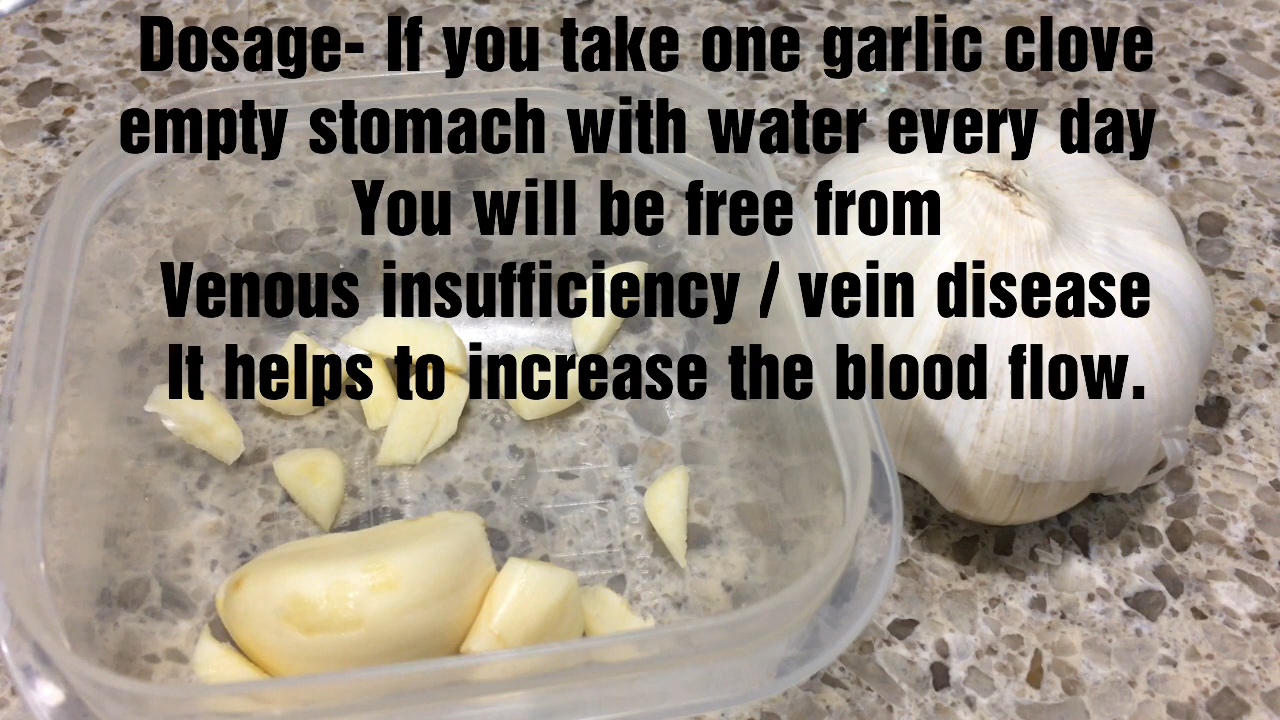 Dosage- If you take one garlic clove
empty stomach with water every day
You will be free from
Venous insufficiency / vein disease
It helps to increase the blood flow.